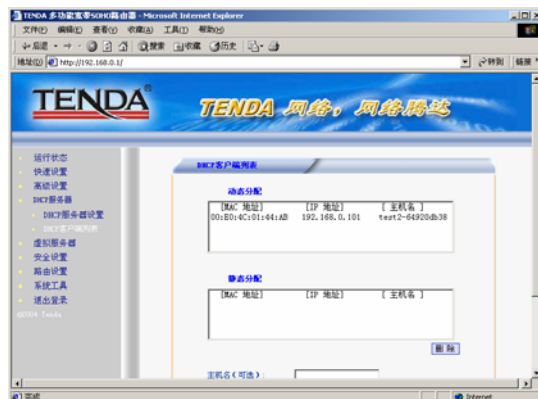 TENDA 多功能宽带SOHO路由器 - Microsoft Internet Explorer
文件(F) 编辑(E) 查看(V) 收藏(A) 工具(T) 帮助(H)
后退 搜索 收藏 历史
地址(D) http://192.168.0.1/ 转到 链接
TENDA®
TENDA 网络，网络腾达
运行状态
快速设置
高级设置
DHCP服务器
DHCP服务器设置
DHCP客户端列表
虚拟服务器
安全设置
路由设置
系统工具
退出登录
©2004 Tenda
DHCP客户端列表
动态分配
[MAC 地址] [IP 地址] [ 主机名 ]
00:E0:4C:01:44:AB 192.168.0.101 test2-64920db38
静态分配
[MAC 地址] [IP 地址] [ 主机名 ]
删 除
主机名(可选):
完成 Internet